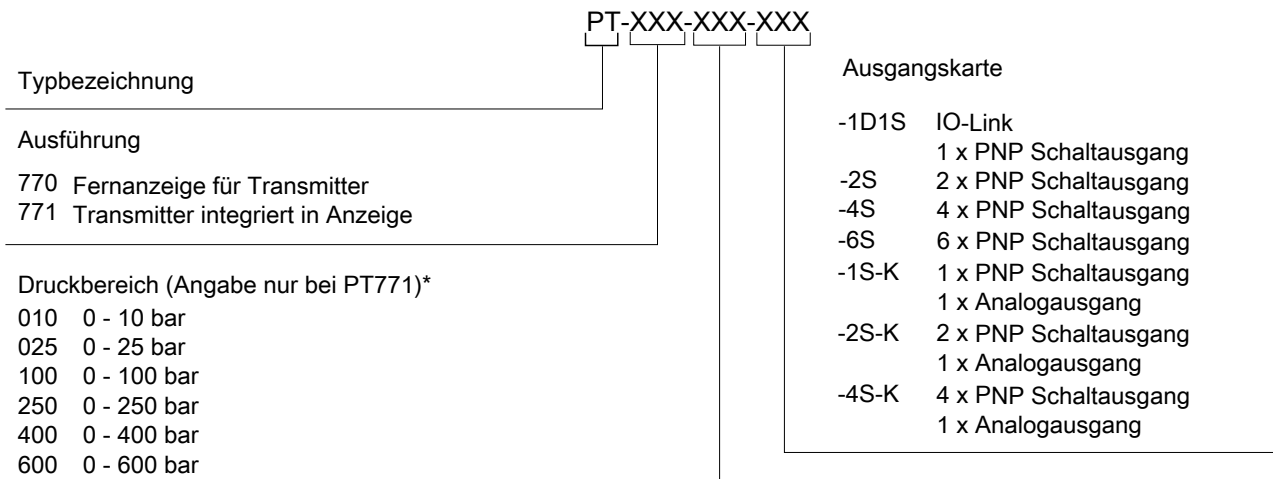 PT-XXX-XXX-XXX
Typbezeichnung
Ausführung
770 Fernanzeige für Transmitter
771 Transmitter integriert in Anzeige
Druckbereich (Angabe nur bei PT771)*
010 0 - 10 bar
025 0 - 25 bar
100 0 - 100 bar
250 0 - 250 bar
400 0 - 400 bar
600 0 - 600 bar
Ausgangskarte
-1D1S IO-Link
1 x PNP Schaltausgang
-2S 2 x PNP Schaltausgang
-4S 4 x PNP Schaltausgang
-6S 6 x PNP Schaltausgang
-1S-K 1 x PNP Schaltausgang
1 x Analogausgang
-2S-K 2 x PNP Schaltausgang
1 x Analogausgang
-4S-K 4 x PNP Schaltausgang
1 x Analogausgang